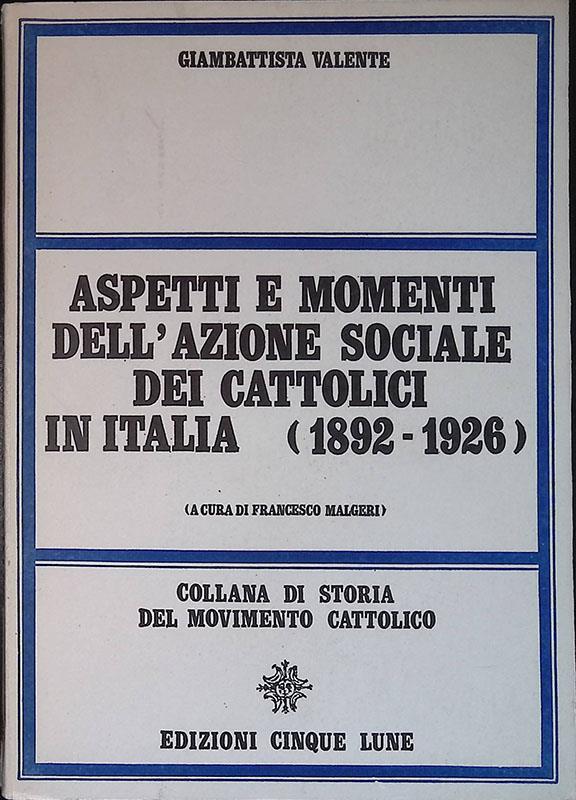 GIAMBATTISTA VALENTE
ASPETTI E MOMENTI
DELL'AZIONE SOCIALE
DEI CATTOLICI
IN ITALIA (1892-1926)
(A CURA DI FRANCESCO MALGERI)
COLLANA DI STORIA
DEL MOVIMENTO CATTOLICO
EDIZIONI CINQUE LUNE